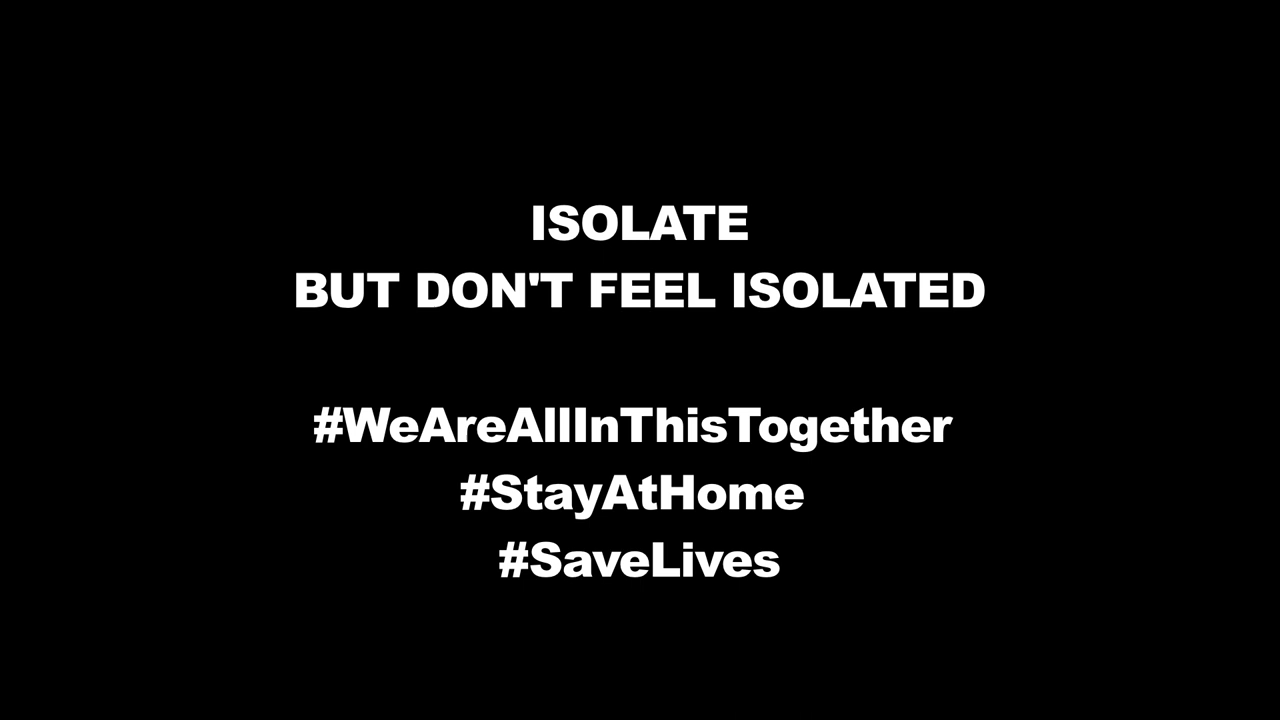 ISOLATE
BUT DON'T FEEL ISOLATED
#WeAreAllInThisTogether
#StayAtHome
#SaveLives